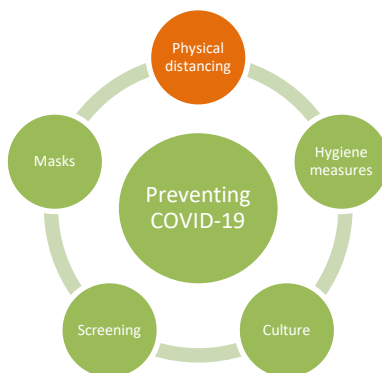 Physical
distancing
Hygiene
measures
Culture
Screening
Masks
Preventing
COVID-19